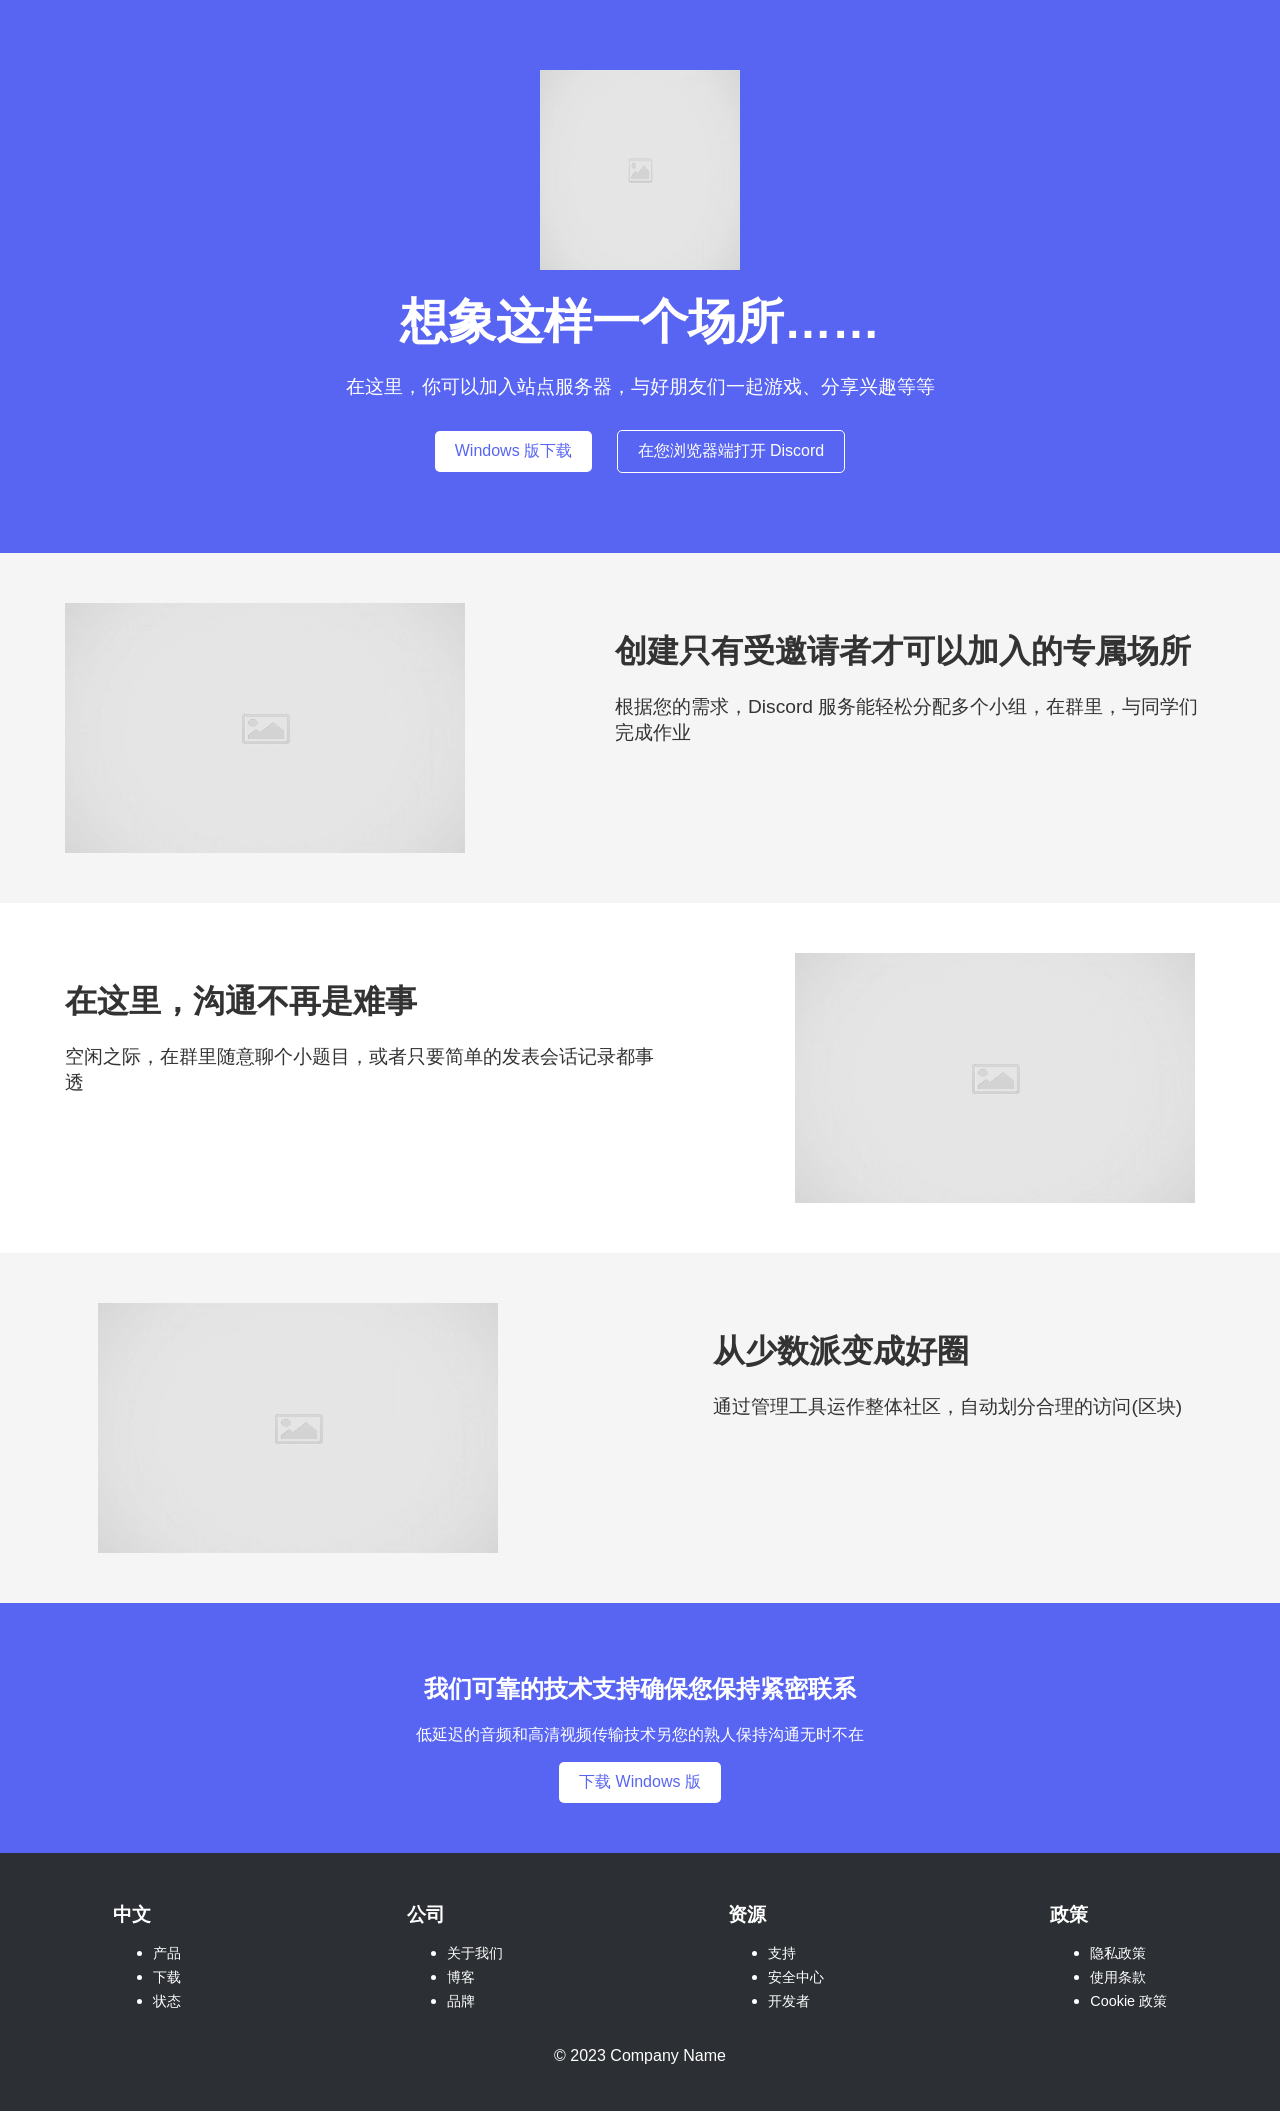 想象这样一个场所……
在这里，你可以加入站点服务器，与好朋友们一起游戏、分享兴趣等等
Windows 版下载
在您浏览器端打开 Discord
创建只有受邀请者才可以加入的专属场所
根据您的需求，Discord 服务能轻松分配多个小组，在群里，与同学们
完成作业
在这里，沟通不再是难事
空闲之际，在群里随意聊个小题目，或者只要简单的发表会话记录都事
透
从少数派变成好圈
通过管理工具运作整体社区，自动划分合理的访问(区块)
我们可靠的技术支持确保您保持紧密联系
低延迟的音频和高清视频传输技术另您的熟人保持沟通无时不在
下载 Windows 版
中文
产品
下载
状态
公司
关于我们
博客
品牌
资源
支持
安全中心
开发者
政策
隐私政策
使用条款
Cookie 政策
© 2023 Company Name